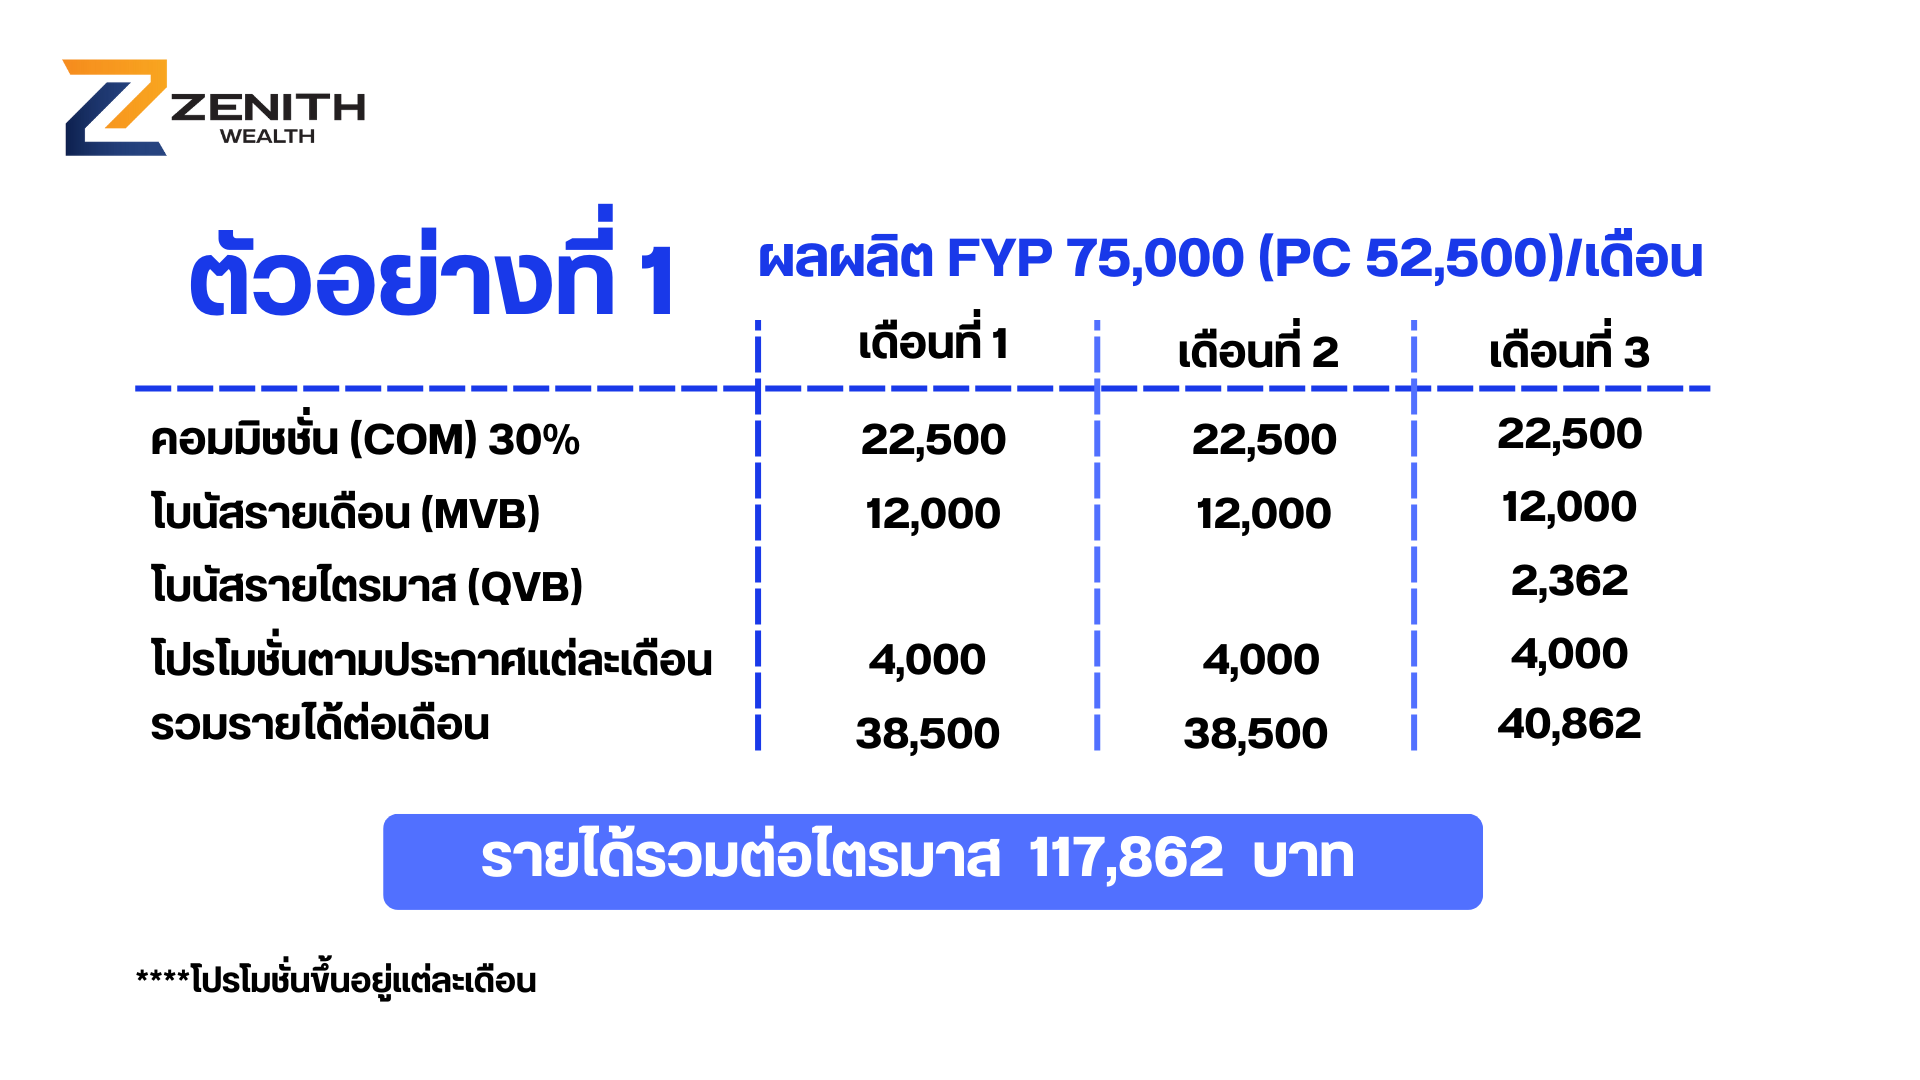 ZENITH
WEALTH
ตัวอย่างที่ 1
ผลผลิต FYP 75,000 (PC 52,500)/เดือน
เดือนที่ 1 เดือนที่ 2 เดือนที่ 3
คอมมิชชั่น (COM) 30% 22,500 22,500 22,500
โบนัสรายเดือน (MVB) 12,000 12,000 12,000
โบนัสรายไตรมาส (QVB) 2,362
โปรโมชั่นตามประกาศแต่ละเดือน 4,000 4,000 4,000
รวมรายได้ต่อเดือน 38,500 38,500 40,862
รายได้รวมต่อไตรมาส 117,862 บาท
****โปรโมชั่นขึ้นอยู่แต่ละเดือน